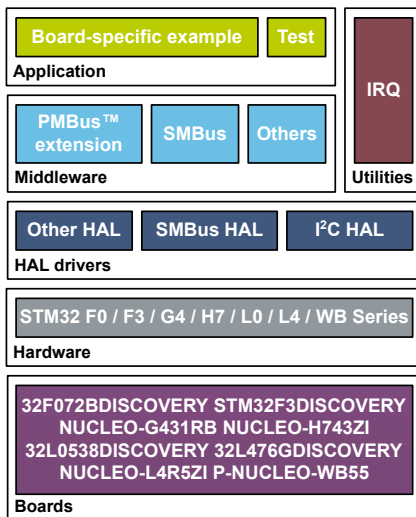 Board-specific example
Test
Application
PMBus™
extension
SMBus
Others
Middleware
IRQ
Utilities
Other HAL
SMBus HAL
I²C HAL
HAL drivers
STM32 F0 / F3 / G4 / H7 / L0 / L4 / WB Series
Hardware
32F072BDISCOVERY STM32F3DISCOVERY
NUCLEO-G431RB NUCLEO-H743ZI
32L0538DISCOVERY 32L476GDISCOVERY
NUCLEO-L4R5ZI P-NUCLEO-WB55
Boards